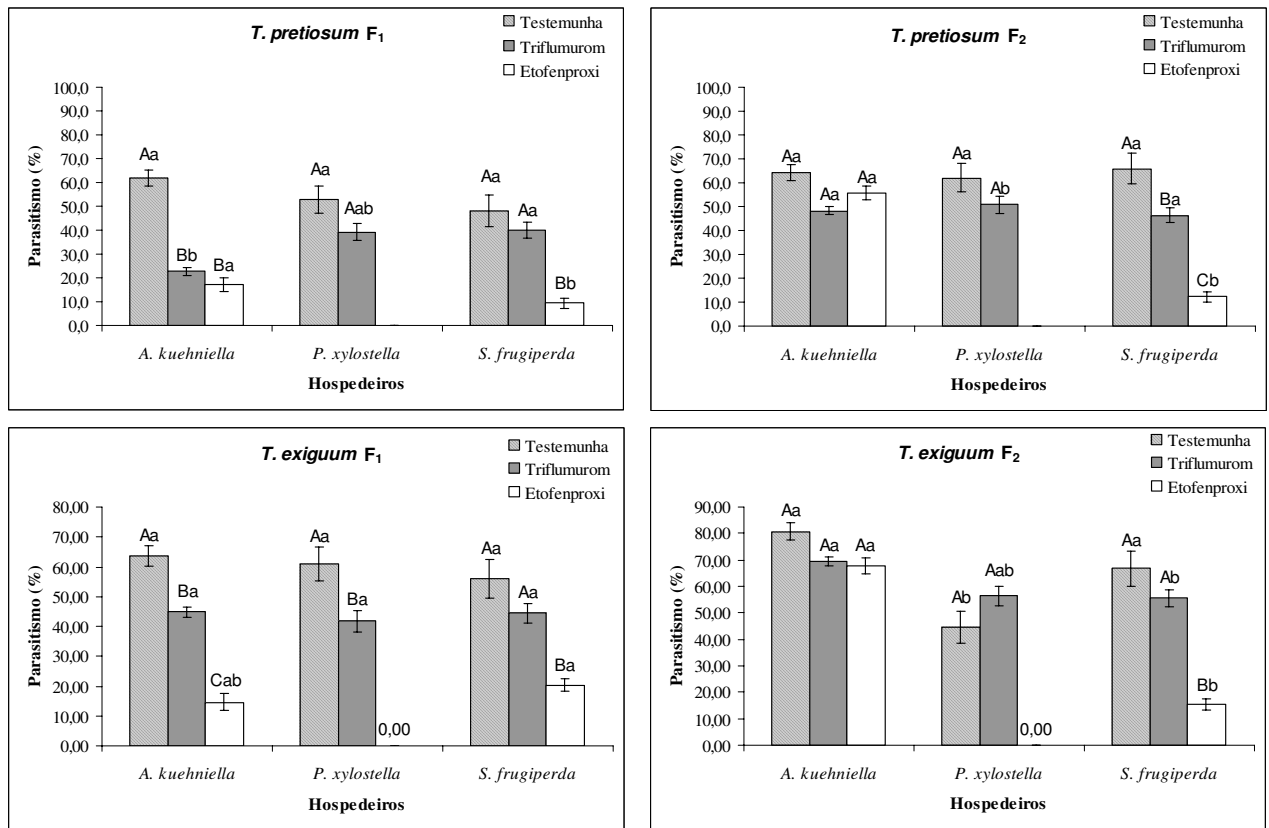 T. pretiosum F₁
Testemunha
Triflumurom
Etofenproxi
Parasitismo (%)
100,0
90,0
80,0
70,0
60,0
50,0
40,0
30,0
20,0
10,0
0,0
Aa
Bb
Ba
Aa
Aab
Aa
Aa
Bb
A. kuehniella
P. xylostella
S. frugiperda
Hospedeiros
T. pretiosum F₂
Testemunha
Triflumurom
Etofenproxi
Parasitismo (%)
100,0
90,0
80,0
70,0
60,0
50,0
40,0
30,0
20,0
10,0
0,0
Aa
Aa
Aa
Aa
Ab
Aa
Ba
Cb
A. kuehniella
P. xylostella
S. frugiperda
Hospedeiros
T. exiguum F₁
Testemunha
Triflumurom
Etofenproxi
Parasitismo (%)
80,00
70,00
60,00
50,00
40,00
30,00
20,00
10,00
0,00
Aa
Ba
Cab
Aa
Ba
0,00
Aa
Aa
Ba
A. kuehniella
P. xylostella
S. frugiperda
Hospedeiros
T. exiguum F₂
Testemunha
Triflumurom
Etofenproxi
Parasitismo (%)
90,00
80,00
70,00
60,00
50,00
40,00
30,00
20,00
10,00
0,00
Aa
Aa
Aa
Ab
Aab
0,00
Aa
Ab
Bb
A. kuehniella
P. xylostella
S. frugiperda
Hospedeiros